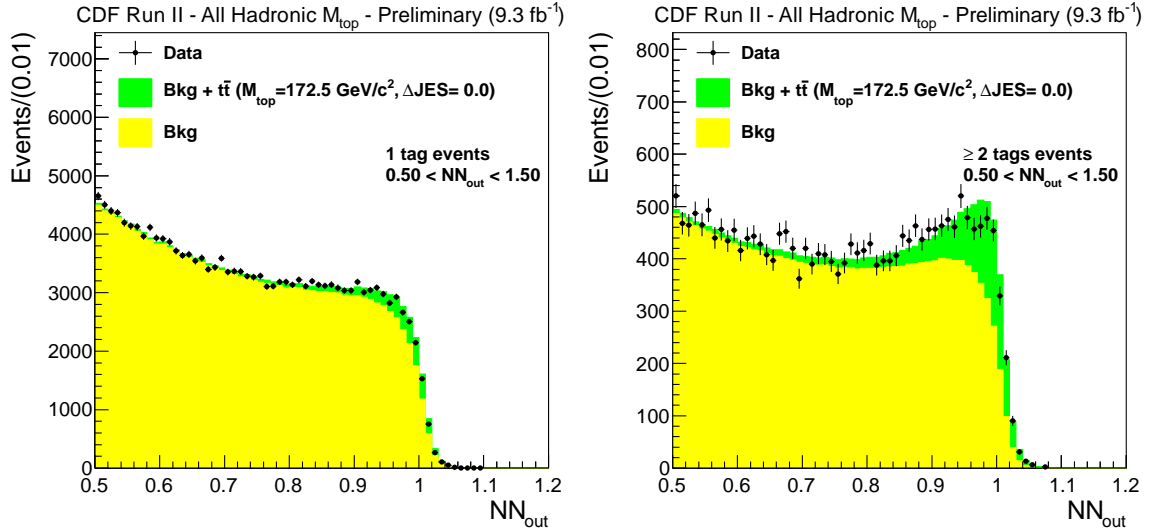 CDF Run II - All Hadronic M_top - Preliminary (9.3 fb⁻¹)
Events/(0.01)
7000
6000
5000
4000
3000
2000
1000
0
Data
Bkg + tt̄ (M_top=172.5 GeV/c², ΔJES= 0.0)
Bkg
1 tag events
0.50 < NN_out < 1.50
0.5 0.6 0.7 0.8 0.9 1 1.1 1.2
NN_out
CDF Run II - All Hadronic M_top - Preliminary (9.3 fb⁻¹)
Events/(0.01)
800
700
600
500
400
300
200
100
0
Data
Bkg + tt̄ (M_top=172.5 GeV/c², ΔJES= 0.0)
Bkg
≥ 2 tags events
0.50 < NN_out < 1.50
0.5 0.6 0.7 0.8 0.9 1 1.1 1.2
NN_out